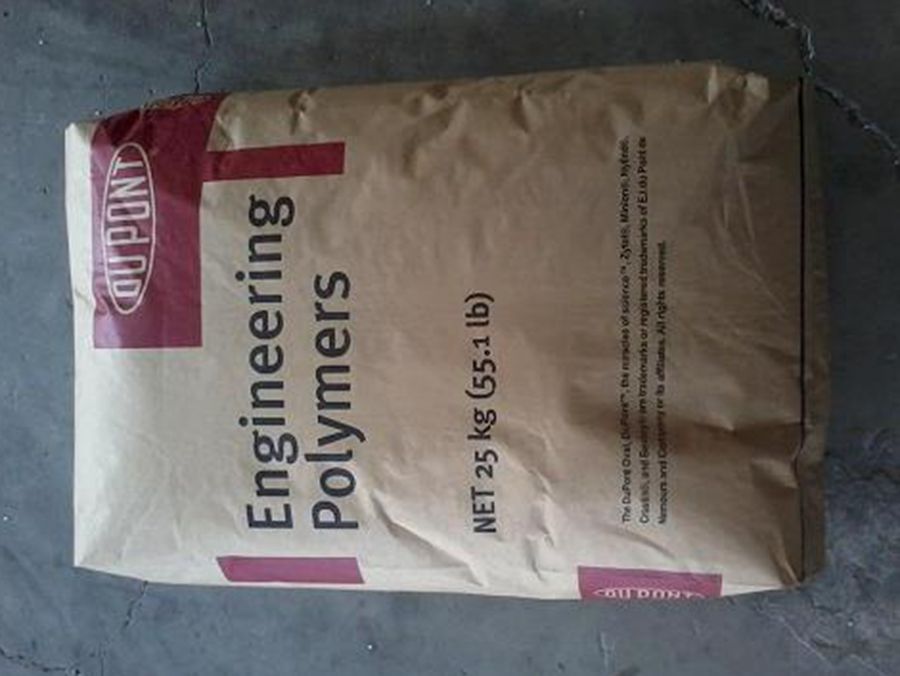 DU PONT
Engineering
Polymers
NET 25 kg (55.1 lb)
The DuPont Oval, DuPont™, the miracles of science™, Zytel®, Minlon®,
Crastin®, and are trademarks or registered trademarks of E.I. du Pont de
Nemours and Company or its affiliates. All rights reserved.
DU PONT